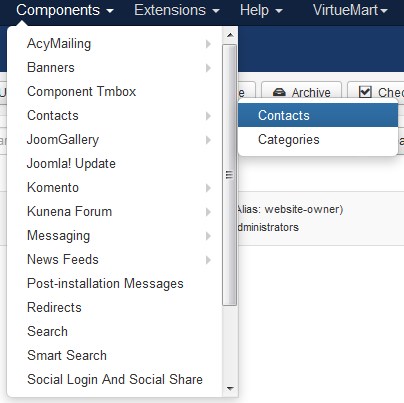 Components Extensions Help VirtueMart
AcyMailing
Banners
Component Tmbox
Contacts
JoomGallery
Joomla! Update
Komento
Kunena Forum
Messaging
News Feeds
Post-installation Messages
Redirects
Search
Smart Search
Social Login And Social Share
Archive
Contacts
Categories
Alias: website-owner)